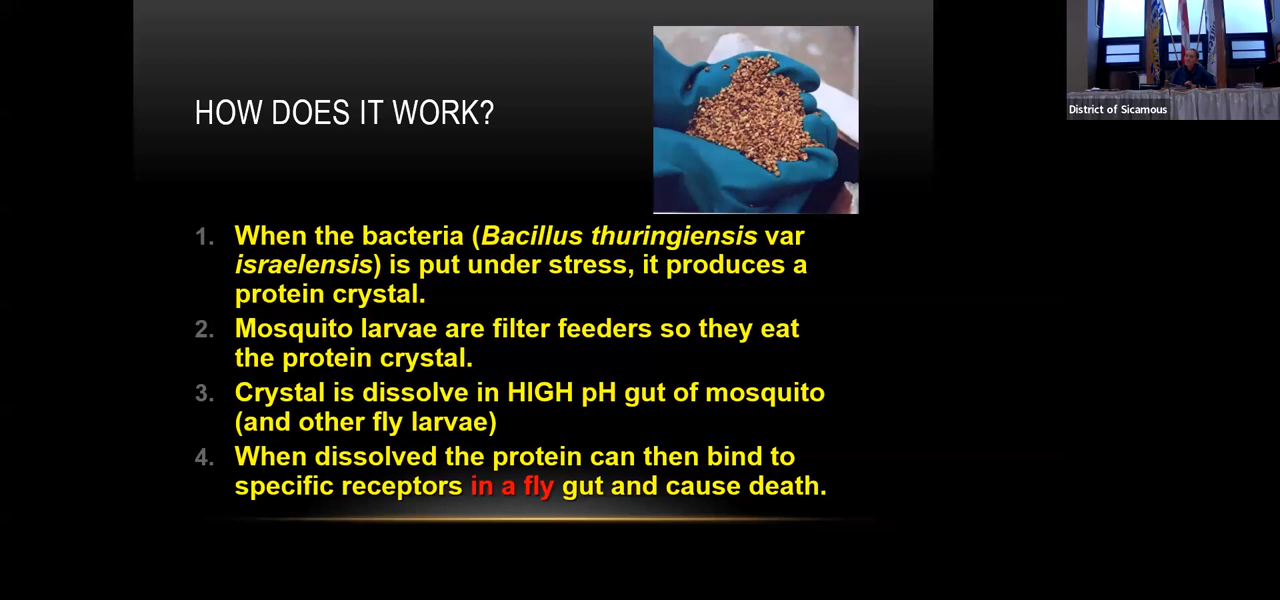 HOW DOES IT WORK?
District of Sicamous
1. When the bacteria (Bacillus thuringiensis var
israelensis) is put under stress, it produces a
protein crystal.
2. Mosquito larvae are filter feeders so they eat
the protein crystal.
3. Crystal is dissolve in HIGH pH gut of mosquito
(and other fly larvae)
4. When dissolved the protein can then bind to
specific receptors in a fly gut and cause death.